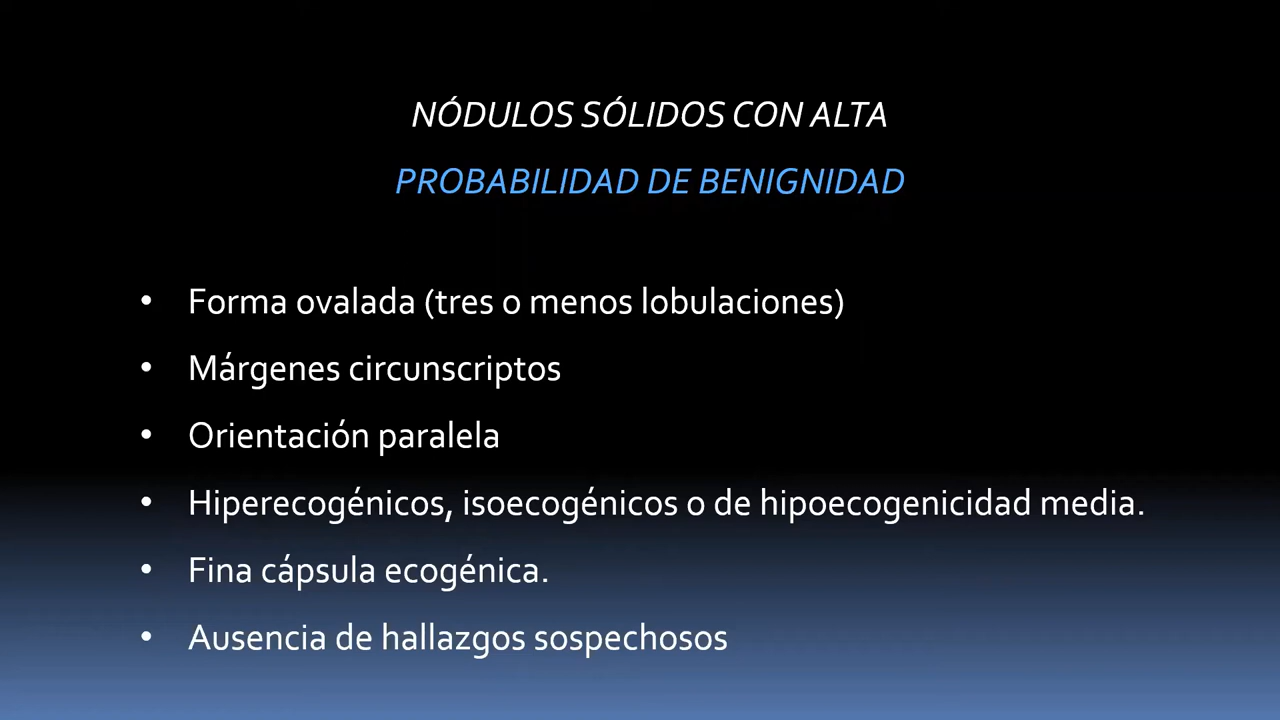 NÓDULOS SÓLIDOS CON ALTA
PROBABILIDAD DE BENIGNIDAD
• Forma ovalada (tres o menos lobulaciones)
• Márgenes circunscriptos
• Orientación paralela
• Hiperecogénicos, isoecogénicos o de hipoecogenicidad media.
• Fina cápsula ecogénica.
• Ausencia de hallazgos sospechosos